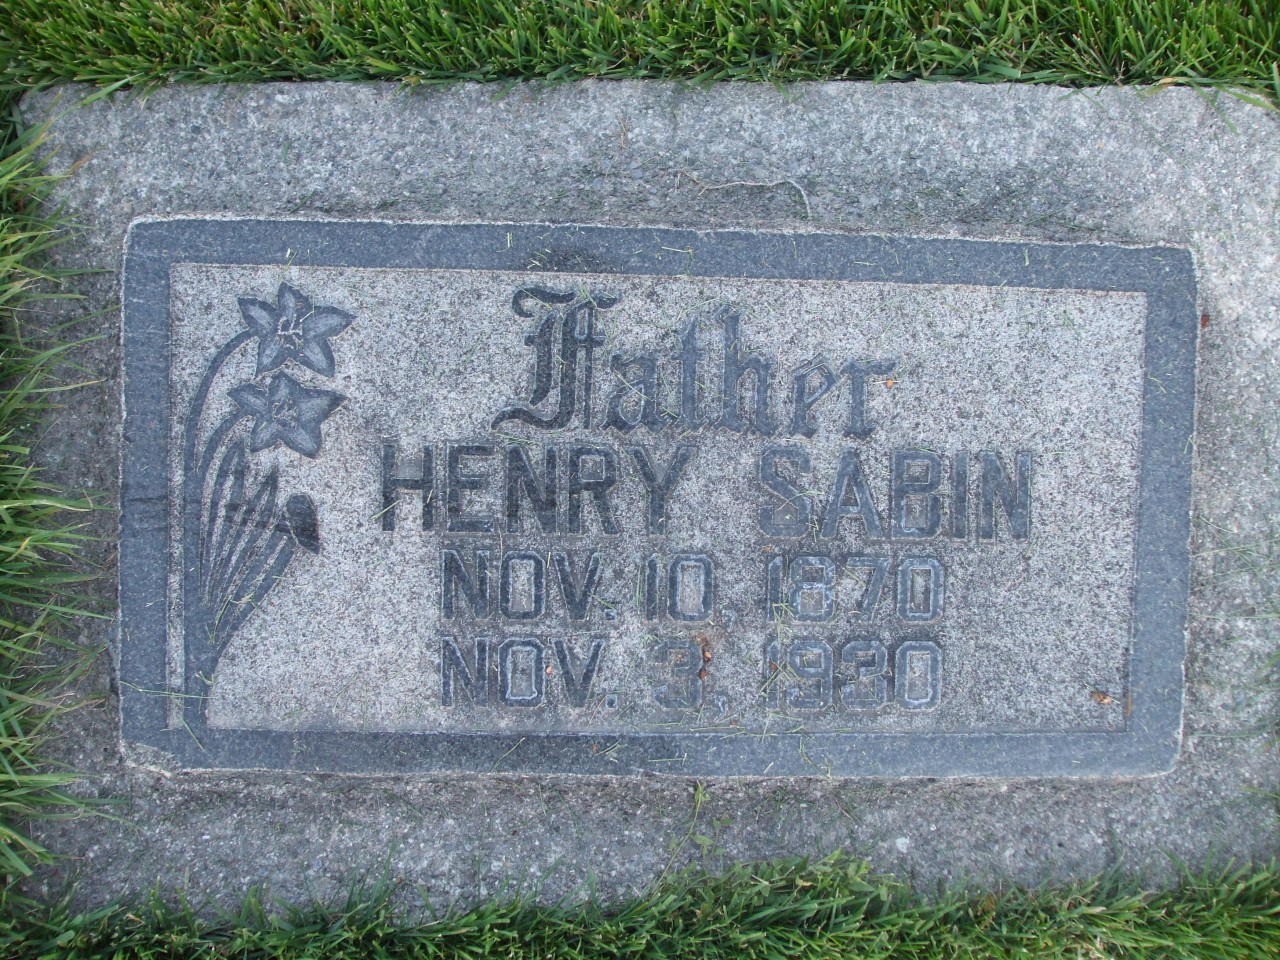 Father
HENRY SABIN
NOV. 10, 1870
NOV. 3, 1930